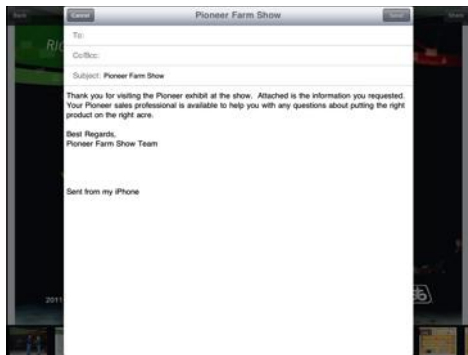 Back
Cancel
Pioneer Farm Show
Send
Share
To:
Cc/Bcc:
Subject: Pioneer Farm Show
Thank you for visiting the Pioneer exhibit at the show. Attached is the information you requested.
Your Pioneer sales professional is available to help you with any questions about putting the right
product on the right acre.
Best Regards,
Pioneer Farm Show Team
Sent from my iPhone
2011